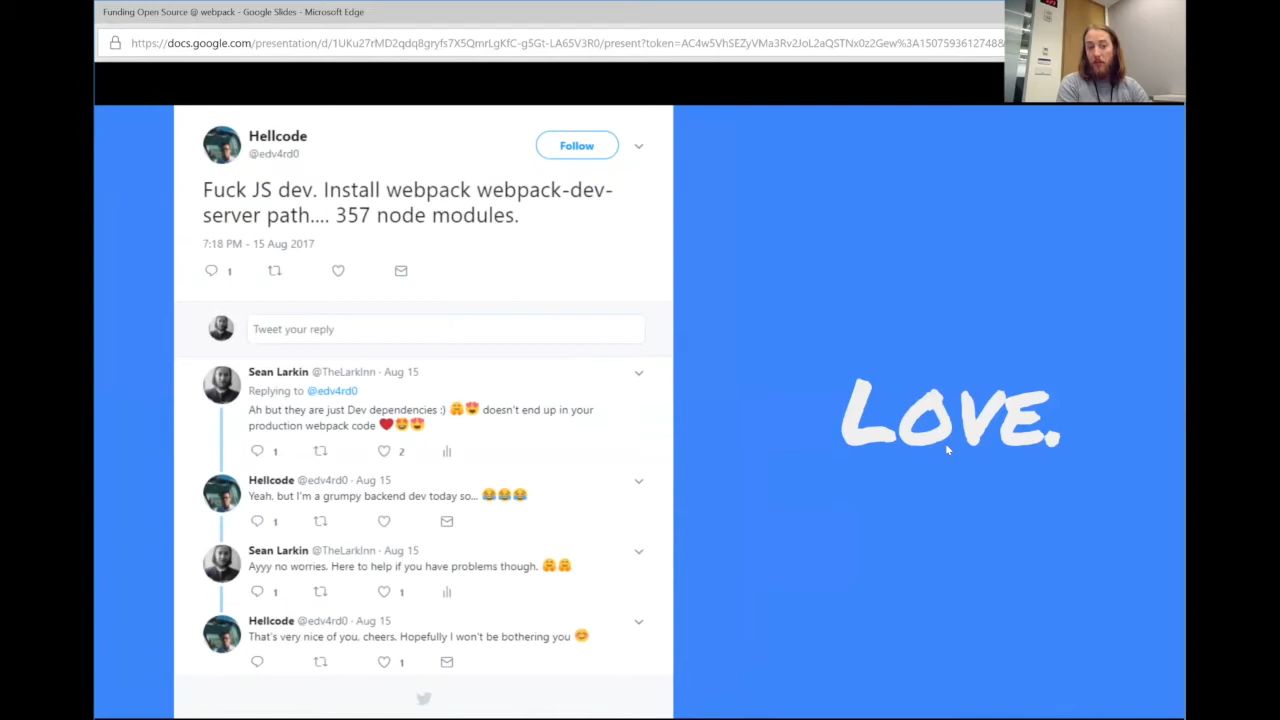 Funding Open Source @ webpack - Google Slides - Microsoft Edge
https://docs.google.com/presentation/d/1UKu27rMD2qdq8gryfs7X5QmrLgKfC-g5Gt-LA65V3R0/present?token=AC4w5VhSEZyVMa3Rv2JoL2aQSTNx0z2Gew%3A15075936127488
Hellcode
@edv4rd0
Follow
Fuck JS dev. Install webpack webpack-dev-
server path.... 357 node modules.
7:18 PM - 15 Aug 2017
1
Tweet your reply
Sean Larkin @TheLarkInn · Aug 15
Replying to @edv4rd0
Ah but they are just Dev dependencies :) 🤗😍 doesn't end up in your
production webpack code ❤️🤩😍
1 2
Hellcode @edv4rd0 · Aug 15
Yeah, but I'm a grumpy backend dev today so... 😂😂😂
1
Sean Larkin @TheLarkInn · Aug 15
Ayyy no worries. Here to help if you have problems though. 🤗🤗
1 1
Hellcode @edv4rd0 · Aug 15
That's very nice of you, cheers. Hopefully I won't be bothering you 😊
1
LOVE.